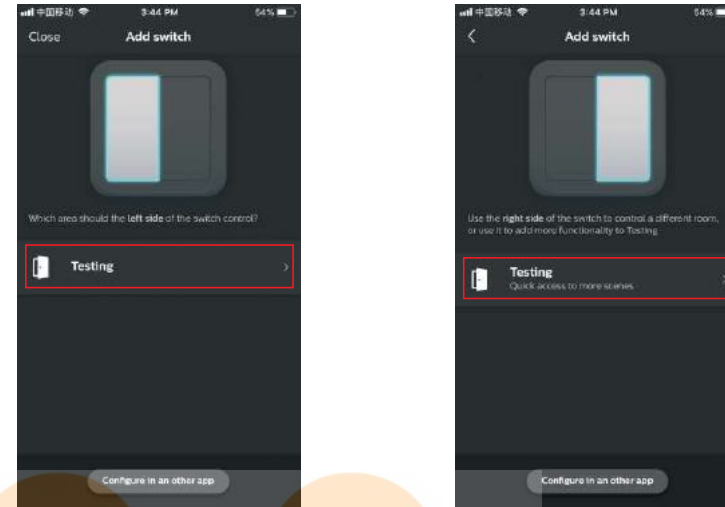 中国移动 3:44 PM 54%
Close Add switch
Which area should the left side of the switch control?
Testing
Configure in an other app
中国移动 3:44 PM 54%
Add switch
Use the right side of the switch to control a different room,
or use it to add more functionality to Testing
Testing
Quick access to more scenes
Configure in an other app